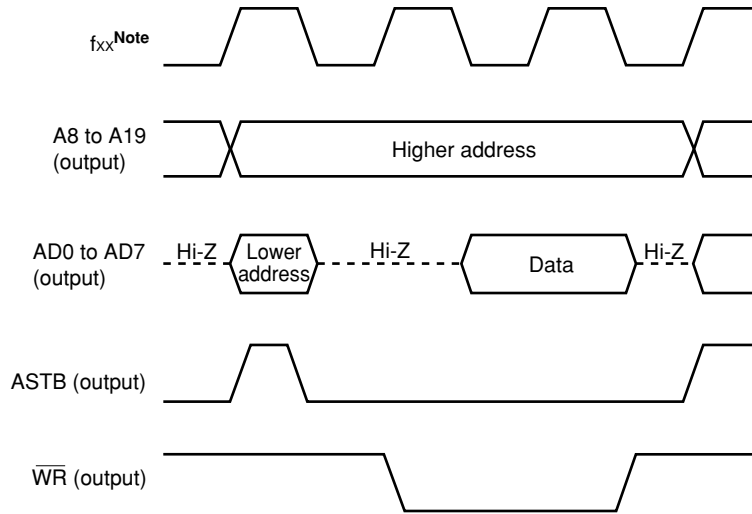 fxxNote
A8 to A19
(output)
Higher address
AD0 to AD7
(output)
Hi-Z
Lower
address
Hi-Z
Data
Hi-Z
ASTB (output)
WR (output)